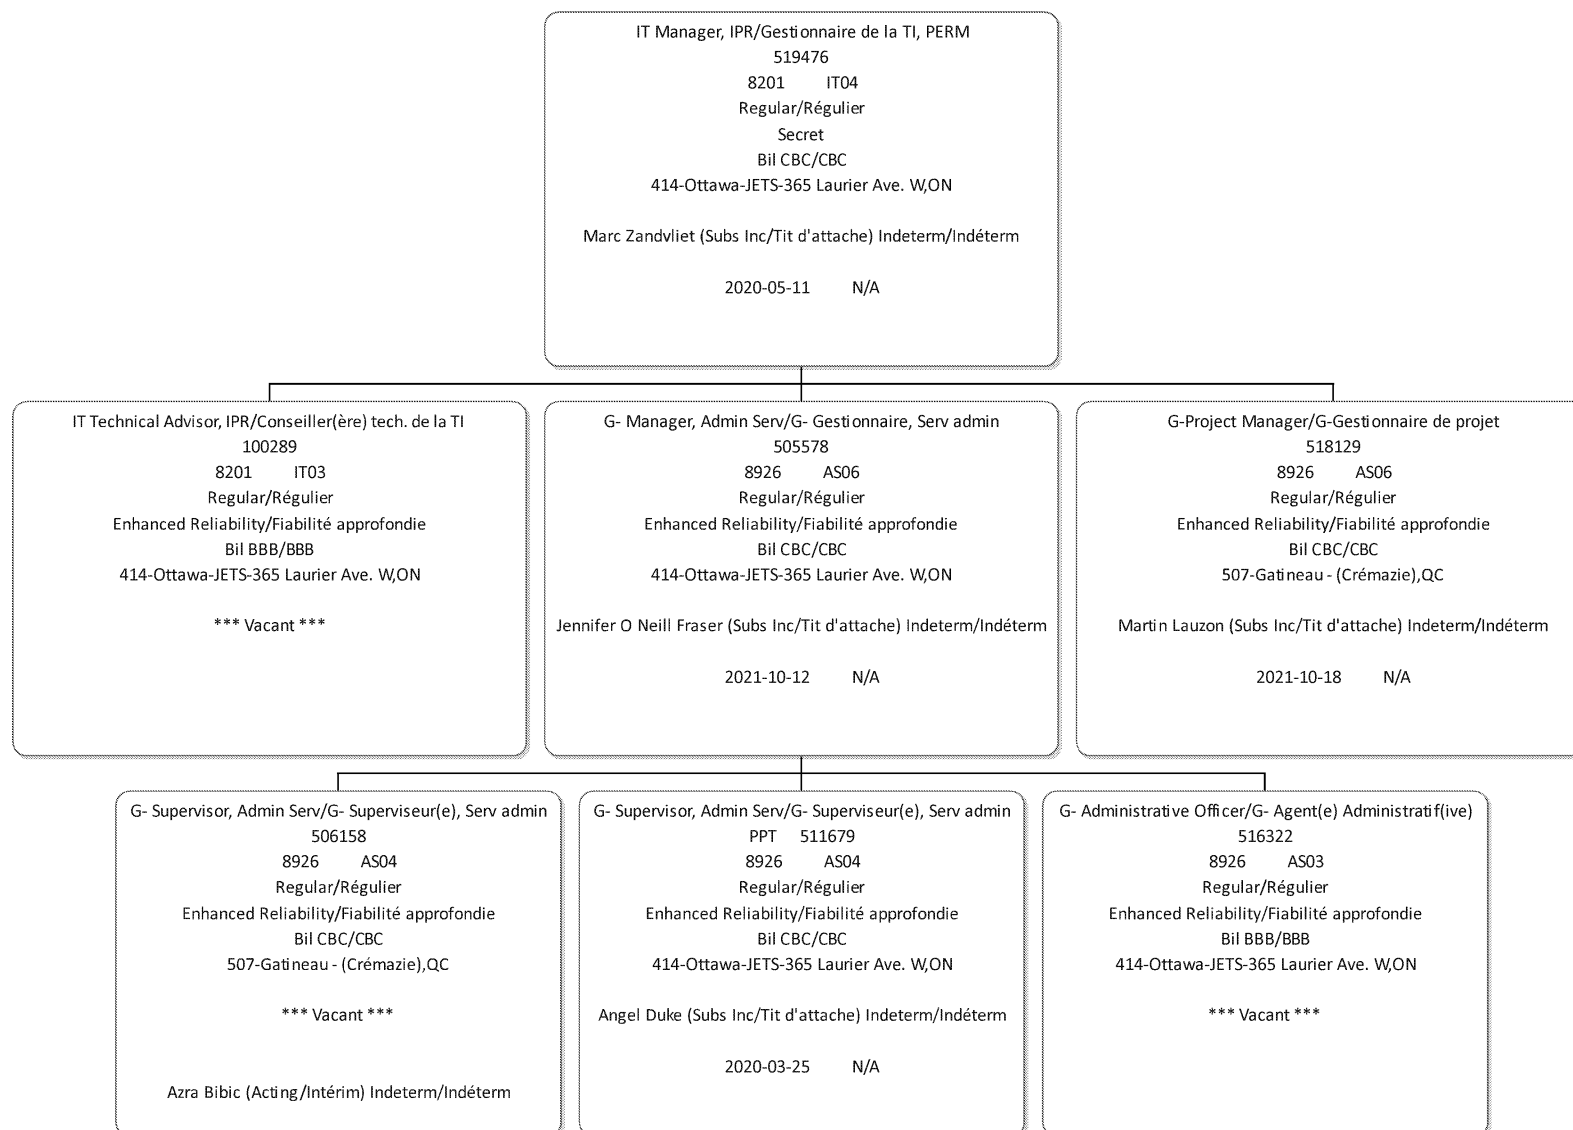 IT Manager, IPR/Gestionnaire de la TI, PERM
519476
8201 IT04
Regular/Régulier
Secret
Bil CBC/CBC
414-Ottawa-JETS-365 Laurier Ave. W,ON
Marc Zandvliet (Subs Inc/Tit d'attache) Indeterm/Indéterm
2020-05-11 N/A
IT Technical Advisor, IPR/Conseiller(ère) tech. de la TI
100289
8201 IT03
Regular/Régulier
Enhanced Reliability/Fiabilité approfondie
Bil BBB/BBB
414-Ottawa-JETS-365 Laurier Ave. W,ON
*** Vacant ***
G- Manager, Admin Serv/G- Gestionnaire, Serv admin
505578
8926 AS06
Regular/Régulier
Enhanced Reliability/Fiabilité approfondie
Bil CBC/CBC
414-Ottawa-JETS-365 Laurier Ave. W,ON
Jennifer O Neill Fraser (Subs Inc/Tit d'attache) Indeterm/Indéterm
2021-10-12 N/A
G-Project Manager/G-Gestionnaire de projet
518129
8926 AS06
Regular/Régulier
Enhanced Reliability/Fiabilité approfondie
Bil CBC/CBC
507-Gatineau - (Crémazie),QC
Martin Lauzon (Subs Inc/Tit d'attache) Indeterm/Indéterm
2021-10-18 N/A
G- Supervisor, Admin Serv/G- Superviseur(e), Serv admin
506158
8926 AS04
Regular/Régulier
Enhanced Reliability/Fiabilité approfondie
Bil CBC/CBC
507-Gatineau - (Crémazie),QC
*** Vacant ***
Azra Bibic (Acting/Intérim) Indeterm/Indéterm
G- Supervisor, Admin Serv/G- Superviseur(e), Serv admin
PPT 511679
8926 AS04
Regular/Régulier
Enhanced Reliability/Fiabilité approfondie
Bil CBC/CBC
414-Ottawa-JETS-365 Laurier Ave. W,ON
Angel Duke (Subs Inc/Tit d'attache) Indeterm/Indéterm
2020-03-25 N/A
G- Administrative Officer/G- Agent(e) Administratif(ive)
516322
8926 AS03
Regular/Régulier
Enhanced Reliability/Fiabilité approfondie
Bil BBB/BBB
414-Ottawa-JETS-365 Laurier Ave. W,ON
*** Vacant ***